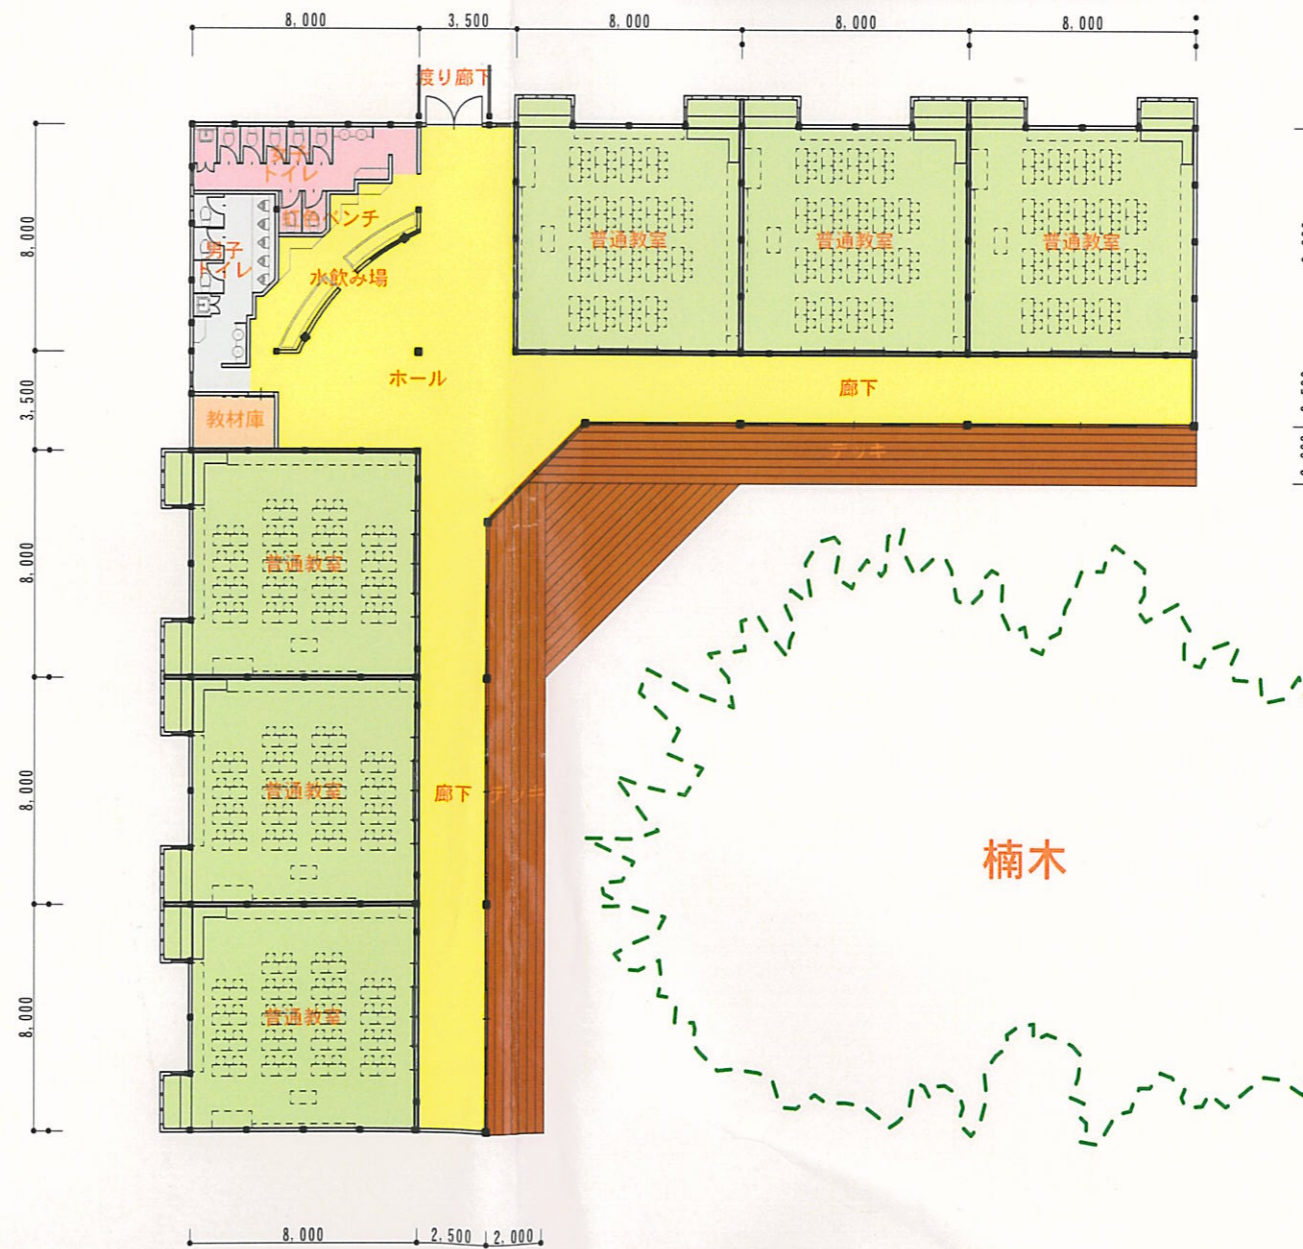 8,000
3,500
8,000
8,000
8,000
渡り廊下
女子
トイレ
虹色ベンチ
男子
トイレ
水飲み場
普通教室
普通教室
普通教室
8,000
ホール
廊下
3,500
教材庫
デッキ
普通教室
8,000
普通教室
廊下
デッキ
8,000
楠木
普通教室
8,000
8,000
2,500
2,000